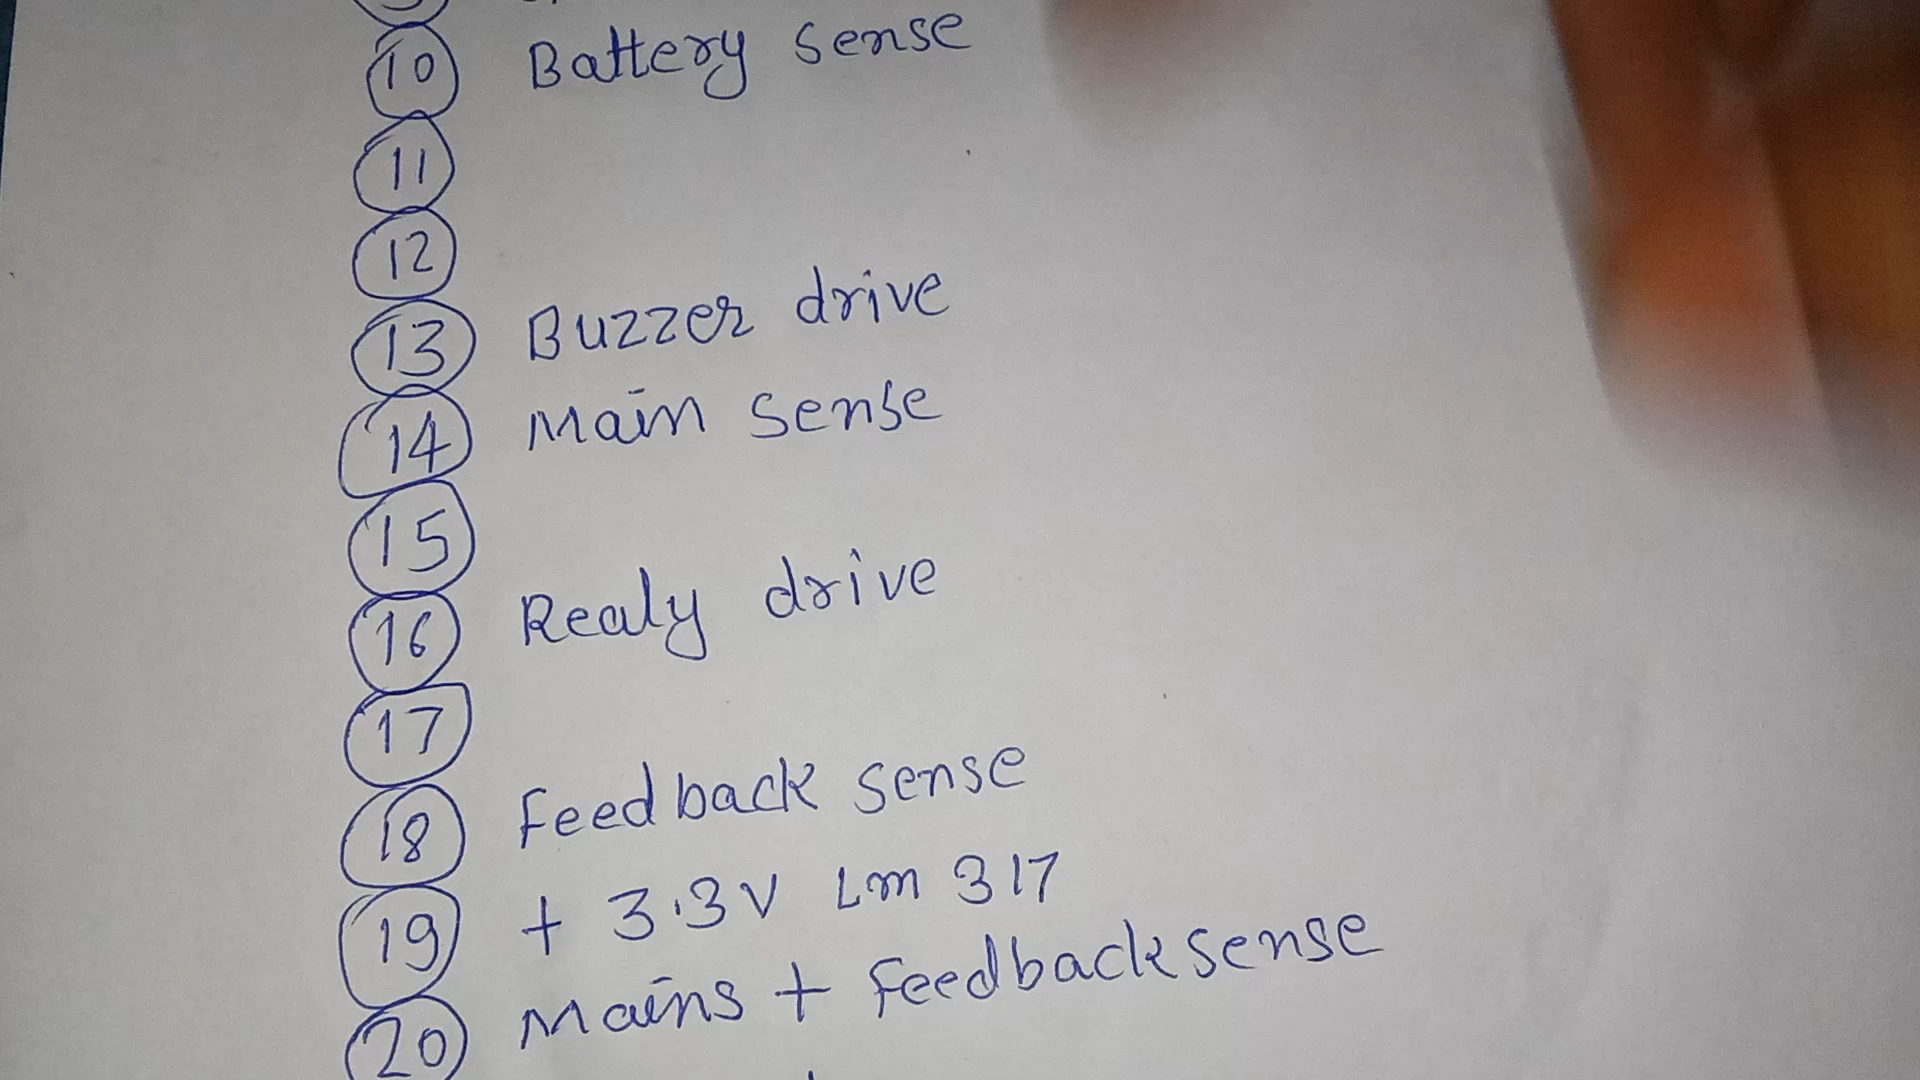 10 Battery sense
11
12
13 Buzzer drive
14 Main sense
15
16 Realy drive
17
18 Feedback sense
19 + 3.3V Lm 317
20 Mains + Feedback sense